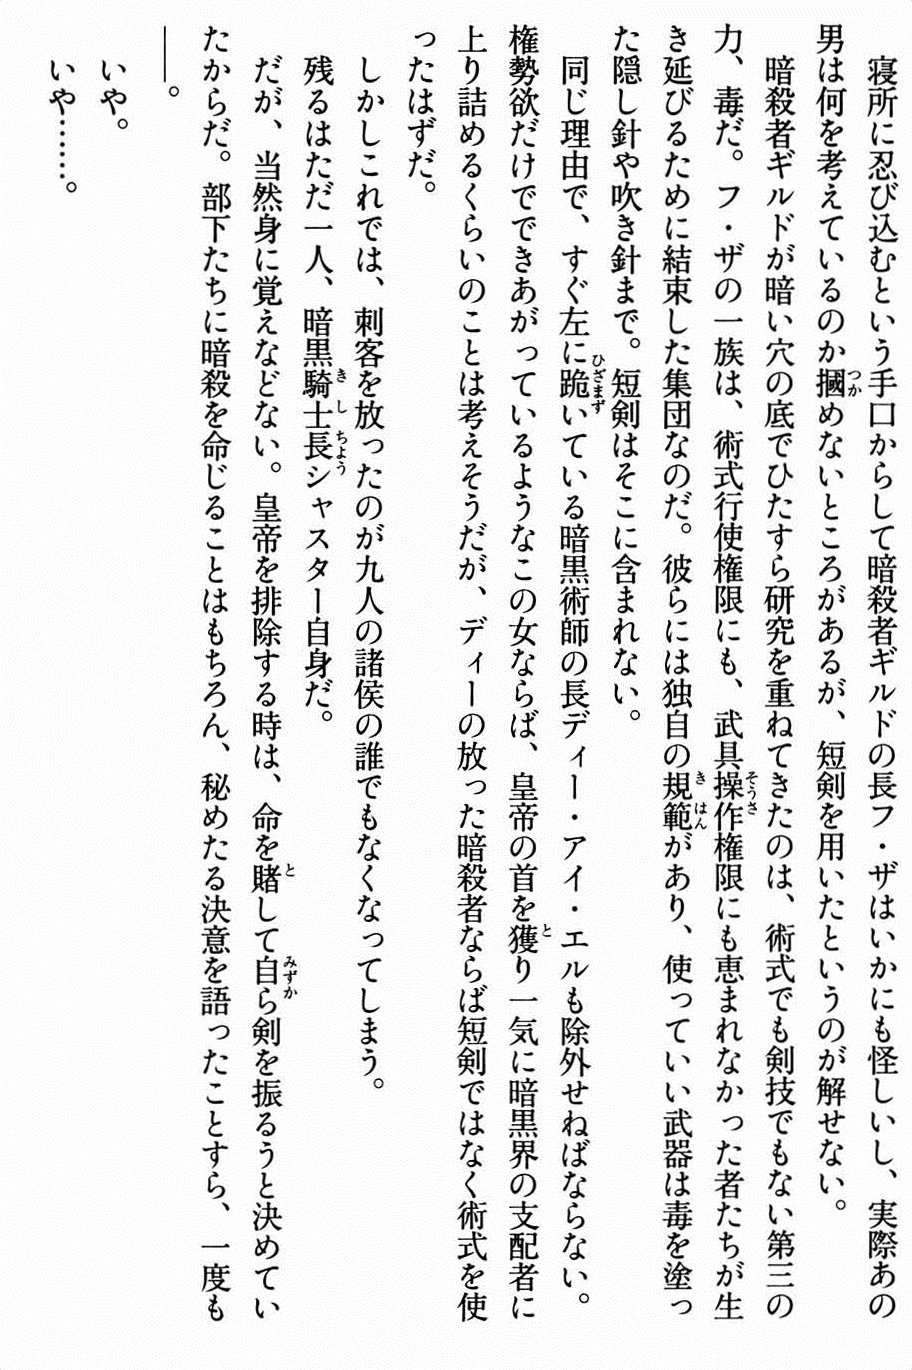 寝所に忍び込むという手口からして暗殺者ギルドの長フ・ザはいかにも怪しいし、実際あの
男は何を考えているのか摑めないところがあるが、短剣を用いたというのが解せない。
　暗殺者ギルドが暗い穴の底でひたすら研究を重ねてきたのは、術式でも剣技でもない第三の
力、毒だ。フ・ザの一族は、術式行使権限にも、武具操作権限にも恵まれなかった者たちが生
き延びるために結束した集団なのだ。彼らには独自の規範があり、使っていい武器は毒を塗っ
た隠し針や吹き針まで。短剣はそこに含まれない。
　同じ理由で、すぐ左に跪いている暗黒術師の長ディー・アイ・エルも除外せねばならない。
権勢欲だけでできあがっているようなこの女ならば、皇帝の首を獲り一気に暗黒界の支配者に
上り詰めるくらいのことは考えそうだが、ディーの放った暗殺者ならば短剣ではなく術式を使
ったはずだ。
　しかしこれでは、刺客を放ったのが九人の諸侯の誰でもなくなってしまう。
　残るはただ一人、暗黒騎士長シャスター自身だ。
　だが、当然身に覚えなどない。皇帝を排除する時は、命を賭して自ら剣を振るうと決めてい
たからだ。部下たちに暗殺を命じることはもちろん、秘めたる決意を語ったことすら、一度も
――。
　いや。
　いや……。